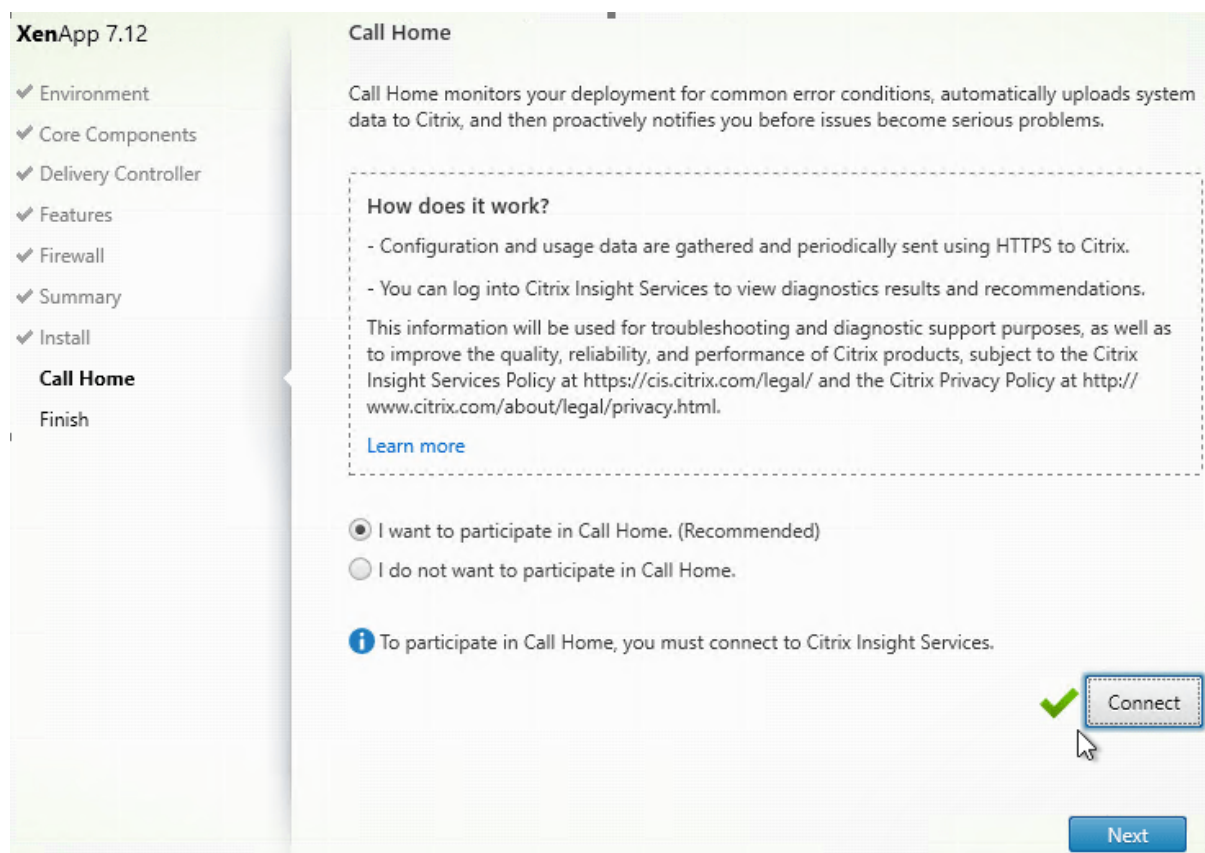 XenApp 7.12
Environment
Core Components
Delivery Controller
Features
Firewall
Summary
Install
Call Home
Finish
Call Home
Call Home monitors your deployment for common error conditions, automatically uploads system
data to Citrix, and then proactively notifies you before issues become serious problems.
How does it work?
- Configuration and usage data are gathered and periodically sent using HTTPS to Citrix.
- You can log into Citrix Insight Services to view diagnostics results and recommendations.
This information will be used for troubleshooting and diagnostic support purposes, as well as
to improve the quality, reliability, and performance of Citrix products, subject to the Citrix
Insight Services Policy at https://cis.citrix.com/legal/ and the Citrix Privacy Policy at http://
www.citrix.com/about/legal/privacy.html.
Learn more
I want to participate in Call Home. (Recommended)
I do not want to participate in Call Home.
To participate in Call Home, you must connect to Citrix Insight Services.
Connect
Next